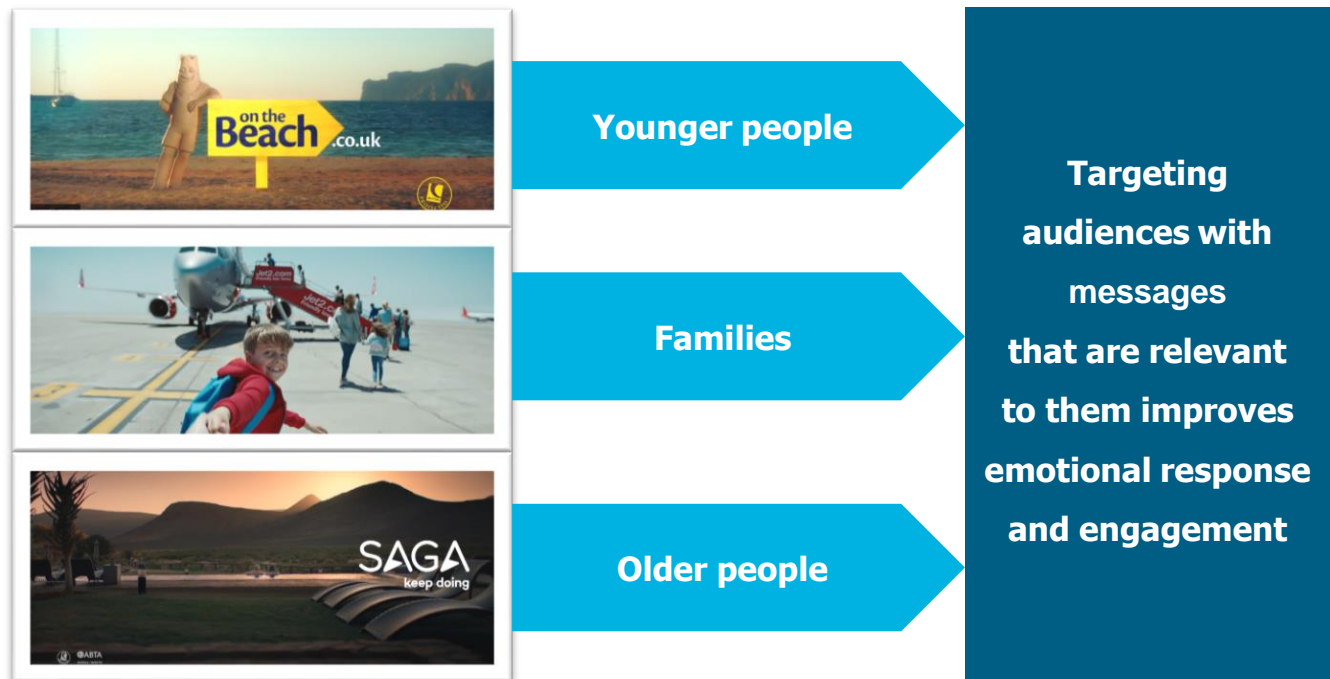 on the
Beach
.co.uk
Younger people
Jet2.com
Families
SAGA
keep doing
ABTA
Older people
Targeting
audiences with
messages
that are relevant
to them improves
emotional response
and engagement